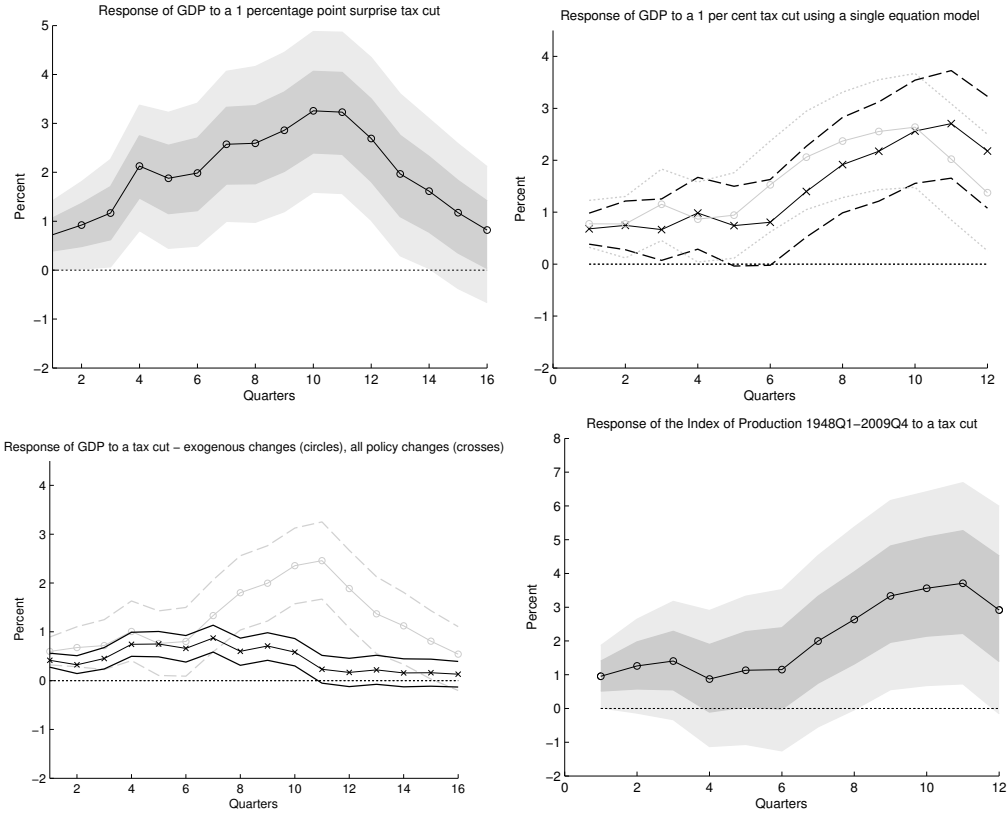 Response of GDP to a 1 percentage point surprise tax cut
5
4
3
2
1
0
−1
−2
Percent
2 4 6 8 10 12 14 16
Quarters
Response of GDP to a 1 per cent tax cut using a single equation model
4
3
2
1
0
−1
−2
Percent
0 2 4 6 8 10 12
Quarters
Response of GDP to a tax cut − exogenous changes (circles), all policy changes (crosses)
4
3
2
1
0
−1
−2
Percent
2 4 6 8 10 12 14 16
Quarters
Response of the Index of Production 1948Q1−2009Q4 to a tax cut
8
7
6
5
4
3
2
1
0
−1
−2
Percent
0 2 4 6 8 10 12
Quarters